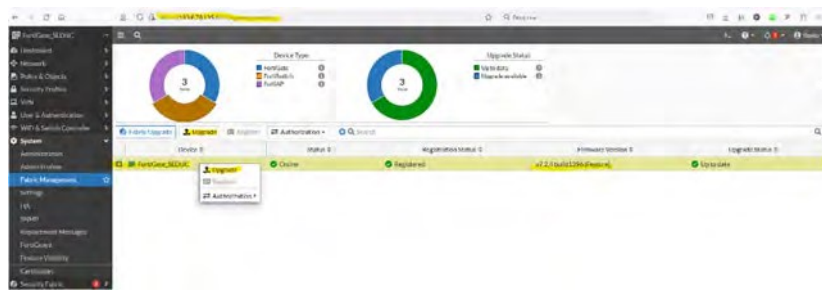 FortiGate_SEDUC
Dashboard
Network
Policy & Objects
Security Profiles
VPN
User & Authentication
WiFi & Switch Controller
System
Administrators
Admin Profiles
Fabric Management
Settings
HA
SNMP
Replacement Messages
FortiGuard
Feature Visibility
Certificates
Security Fabric
Device Type
3
Total
FortiGate
FortiSwitch
FortiAP
Upgrade Status
3
Total
Up to date
Upgrade available
Fabric Upgrade
Upgrade
Register
Authorization
Search
Device
Status
Registration Status
Firmware Version
Upgrade Status
FortiGate_SEDUC
Online
Registered
Up to date
Upgrade
Register
Authorization